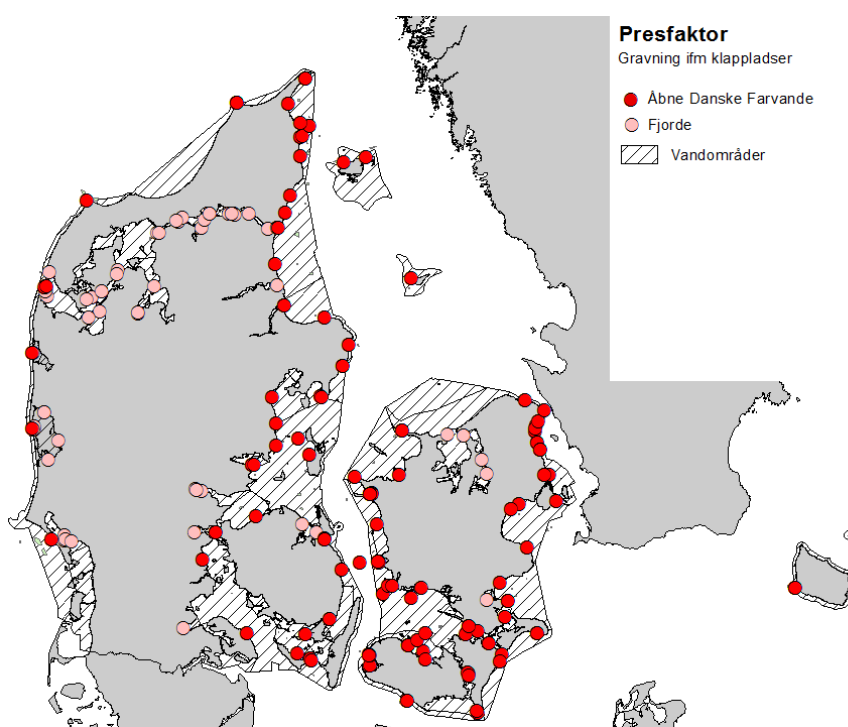 Presfaktor
Gravning ifm klappladser
Åbne Danske Farvande
Fjorde
Vandområder